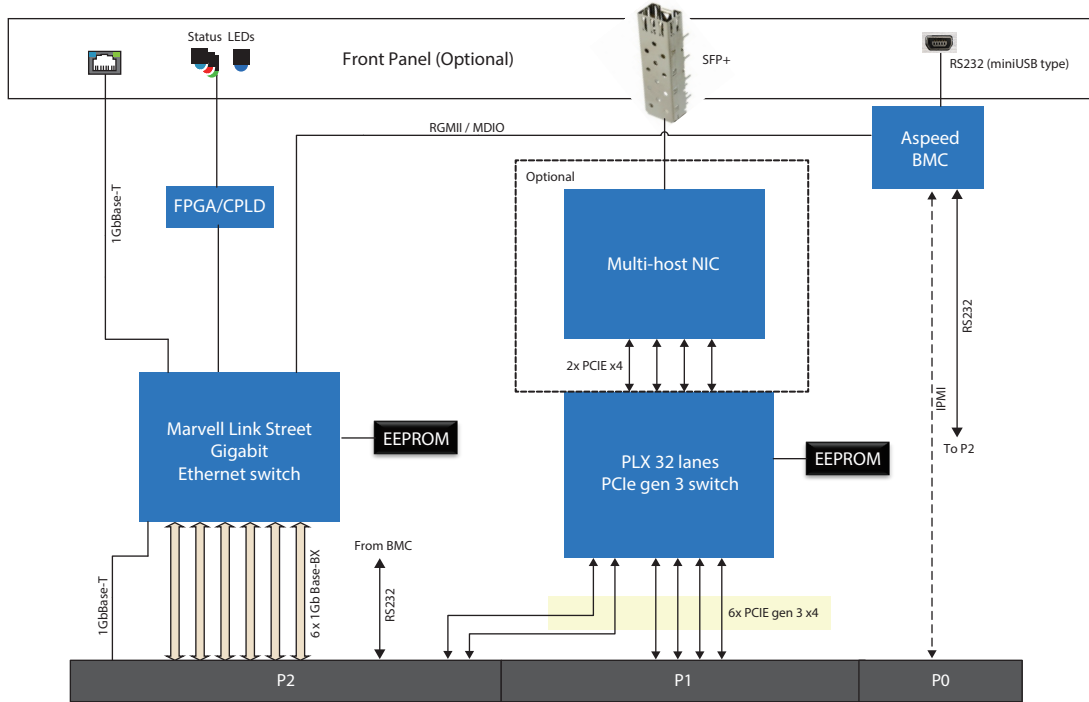 Status LEDs
Front Panel (Optional)
SFP+
RS232 (miniUSB type)
RGMII / MDIO
Aspeed
BMC
Optional
FPGA/CPLD
1GbBase-T
Multi-host NIC
RS232
2x PCIE x4
IPMI
To P2
Marvell Link Street
Gigabit
Ethernet switch
EEPROM
PLX 32 lanes
PCIe gen 3 switch
EEPROM
From BMC
1GbBase-T
6 x 1Gb Base-BX
RS232
6x PCIE gen 3 x4
P2
P1
P0